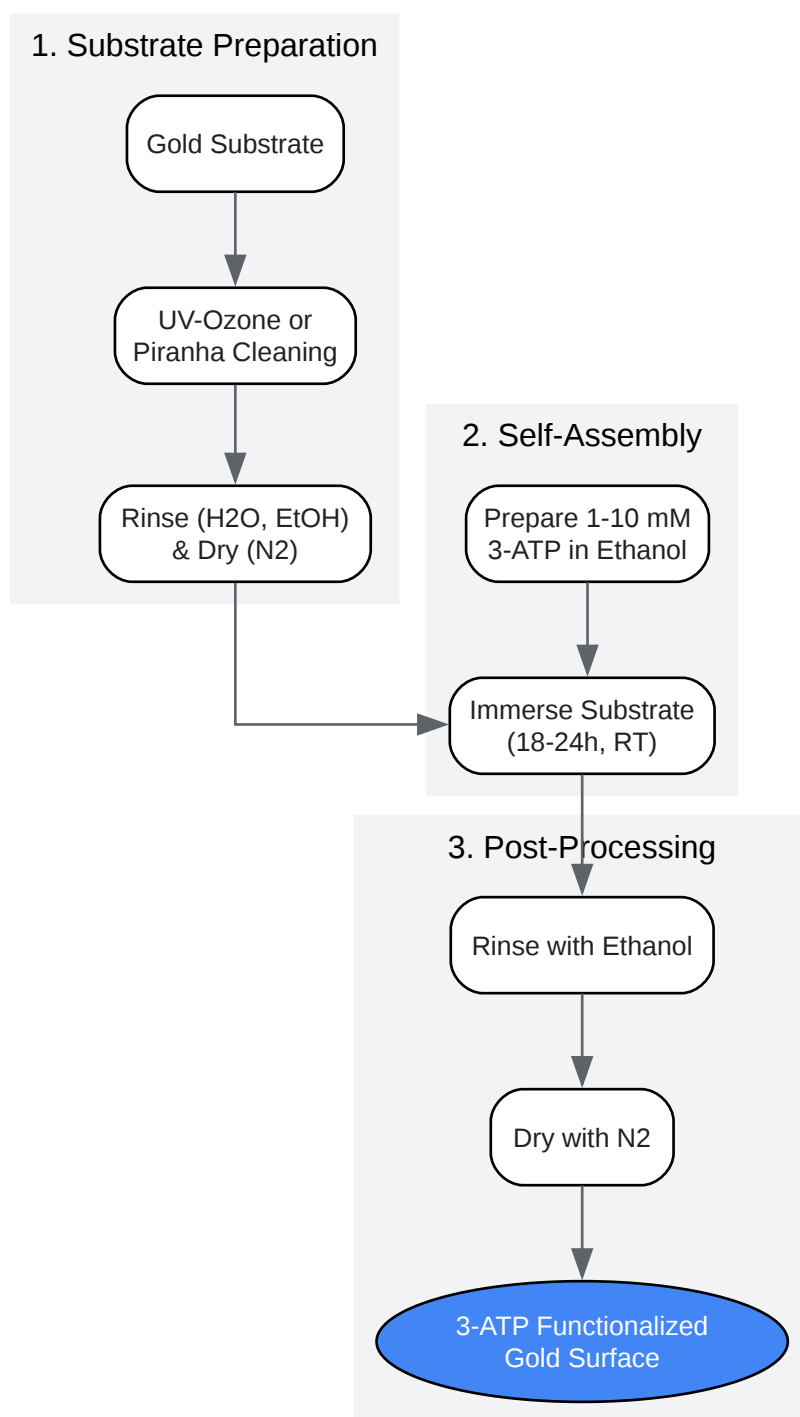 1. Substrate Preparation
Gold Substrate
UV-Ozone or
Piranha Cleaning
Rinse (H2O, EtOH)
& Dry (N2)
2. Self-Assembly
Prepare 1-10 mM
3-ATP in Ethanol
Immerse Substrate
(18-24h, RT)
3. Post-Processing
Rinse with Ethanol
Dry with N2
3-ATP Functionalized
Gold Surface